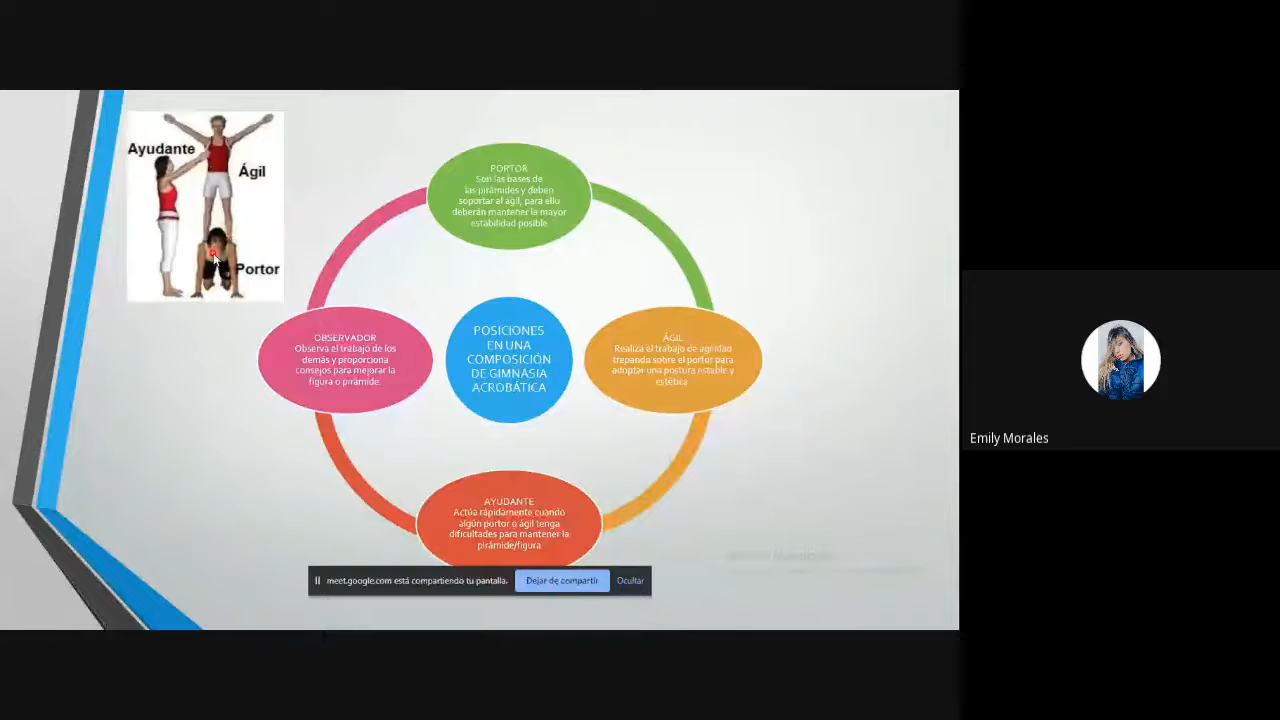 Ayudante
Ágil
Portor
PORTOR
Son las bases de
las pirámides y deben
soportar al ágil, para ello
deberán mantener la mayor
estabilidad posible
OBSERVADOR
Observa el trabajo de los
demás y proporciona
consejos para mejorar la
figura o pirámide.
POSICIONES
EN UNA
COMPOSICIÓN
DE GIMNASIA
ACROBÁTICA
ÁGIL
Realiza el trabajo de agilidad
trepando sobre el portor para
adoptar una postura estable y
estética
AYUDANTE
Actúa rápidamente cuando
algún portor o ágil tenga
dificultades para mantener la
pirámide/figura
meet.google.com está compartiendo tu pantalla.
Dejar de compartir
Ocultar
Emily Morales